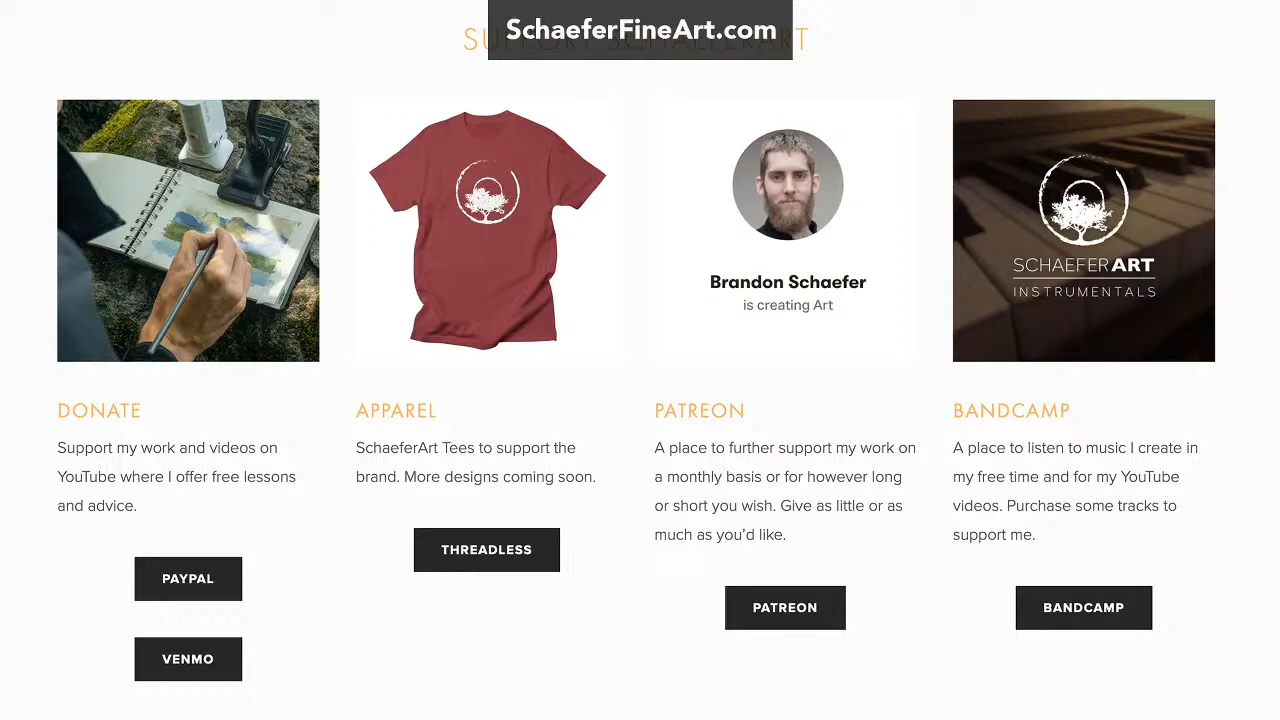 SchaeferFineArt.com
SUPPORT SCHAEFERART
Brandon Schaefer
is creating Art
SCHAEFERART
INSTRUMENTALS
DONATE
Support my work and videos on
YouTube where I offer free lessons
and advice.
PAYPAL
VENMO
APPAREL
SchaeferArt Tees to support the
brand. More designs coming soon.
THREADLESS
PATREON
A place to further support my work on
a monthly basis or for however long
or short you wish. Give as little or as
much as you’d like.
PATREON
BANDCAMP
A place to listen to music I create in
my free time and for my YouTube
videos. Purchase some tracks to
support me.
BANDCAMP